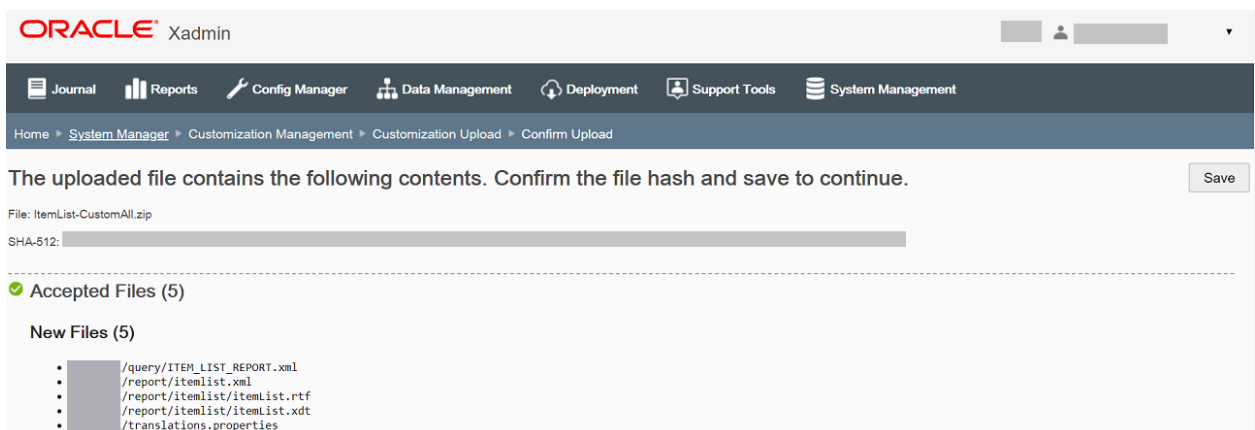 ORACLE Xadmin
Journal Reports Config Manager Data Management Deployment Support Tools System Management
Home System Manager Customization Management Customization Upload Confirm Upload
The uploaded file contains the following contents. Confirm the file hash and save to continue. Save
File: ItemList-CustomAll.zip
SHA-512:
Accepted Files (5)
New Files (5)
/query/ITEM_LIST_REPORT.xml
/report/itemlist.xml
/report/itemlist/itemList.rtf
/report/itemlist/itemList.xdt
/translations.properties